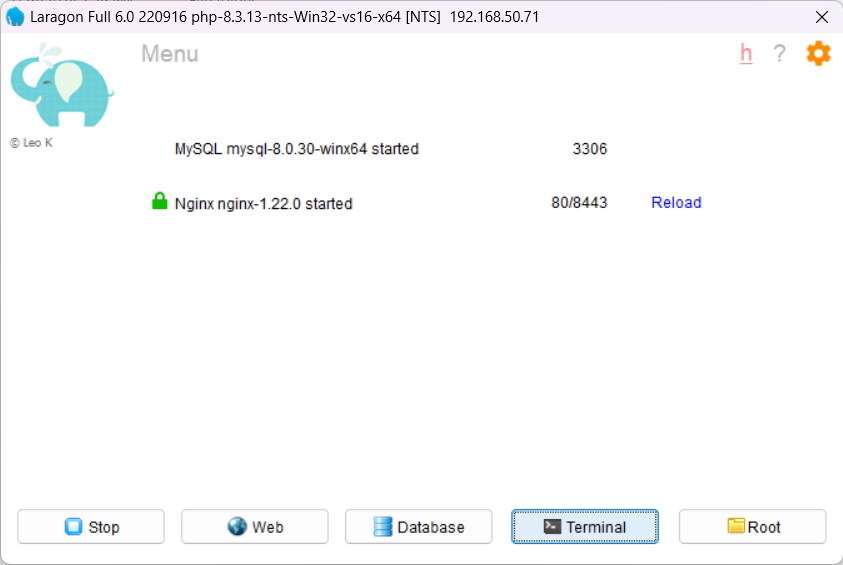 Laragon Full 6.0 220916 php-8.3.13-nts-Win32-vs16-x64 [NTS]  192.168.50.71
Menu
h ?
© Leo K
MySQL mysql-8.0.30-winx64 started 3306
Nginx nginx-1.22.0 started 80/8443 Reload
Stop Web Database Terminal Root